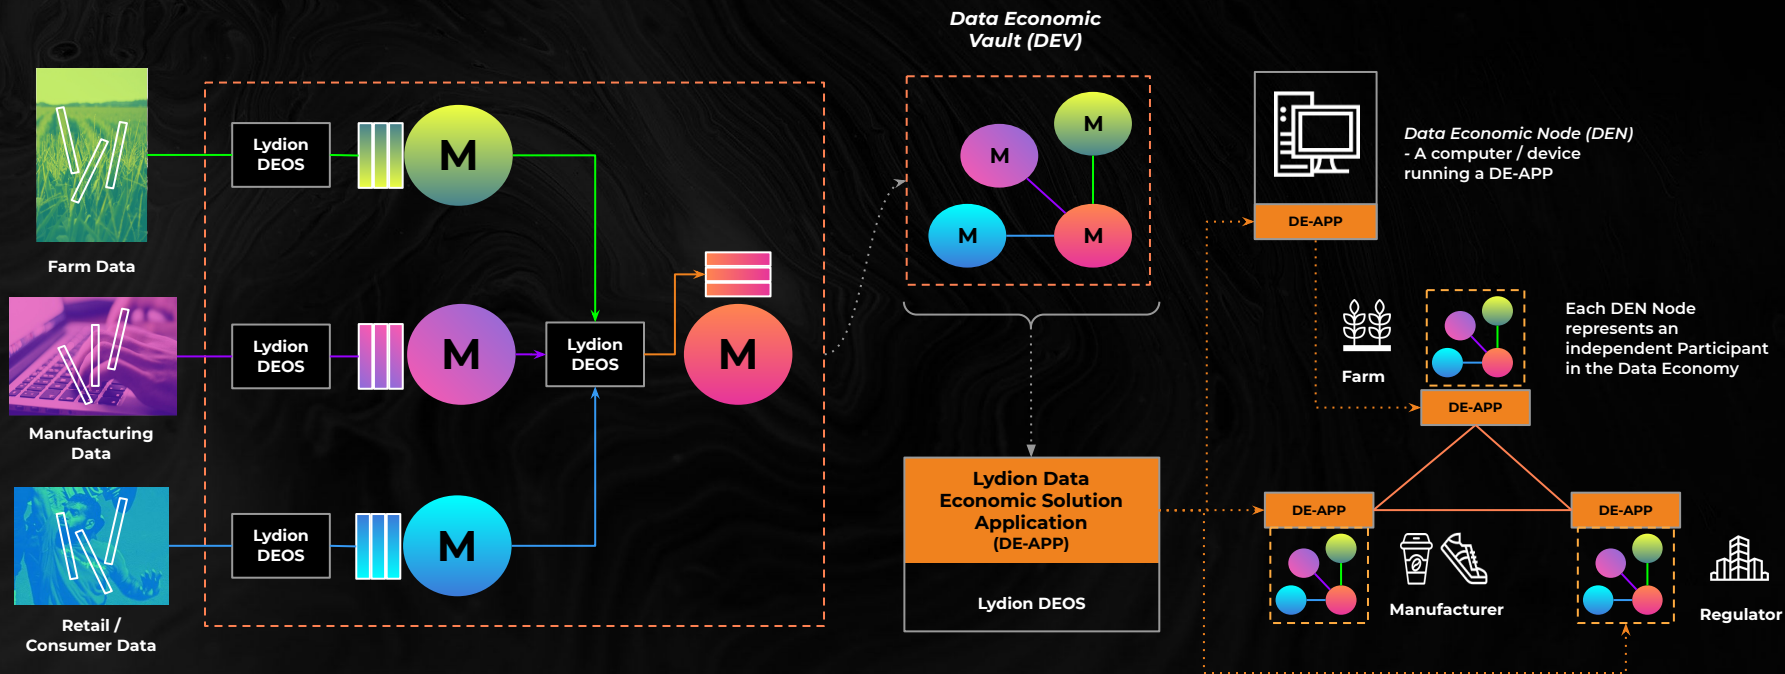 Data Economic
Vault (DEV)
Farm Data
Lydion
DEOS
M
Manufacturing
Data
Lydion
DEOS
M
Lydion
DEOS
M
Retail /
Consumer Data
Lydion
DEOS
M
M
M
M
M
Lydion Data
Economic Solution
Application
(DE-APP)
Lydion DEOS
DE-APP
Data Economic Node (DEN)
- A computer / device
running a DE-APP
Farm
DE-APP
Each DEN Node
represents an
independent Participant
in the Data Economy
DE-APP
Manufacturer
DE-APP
Regulator